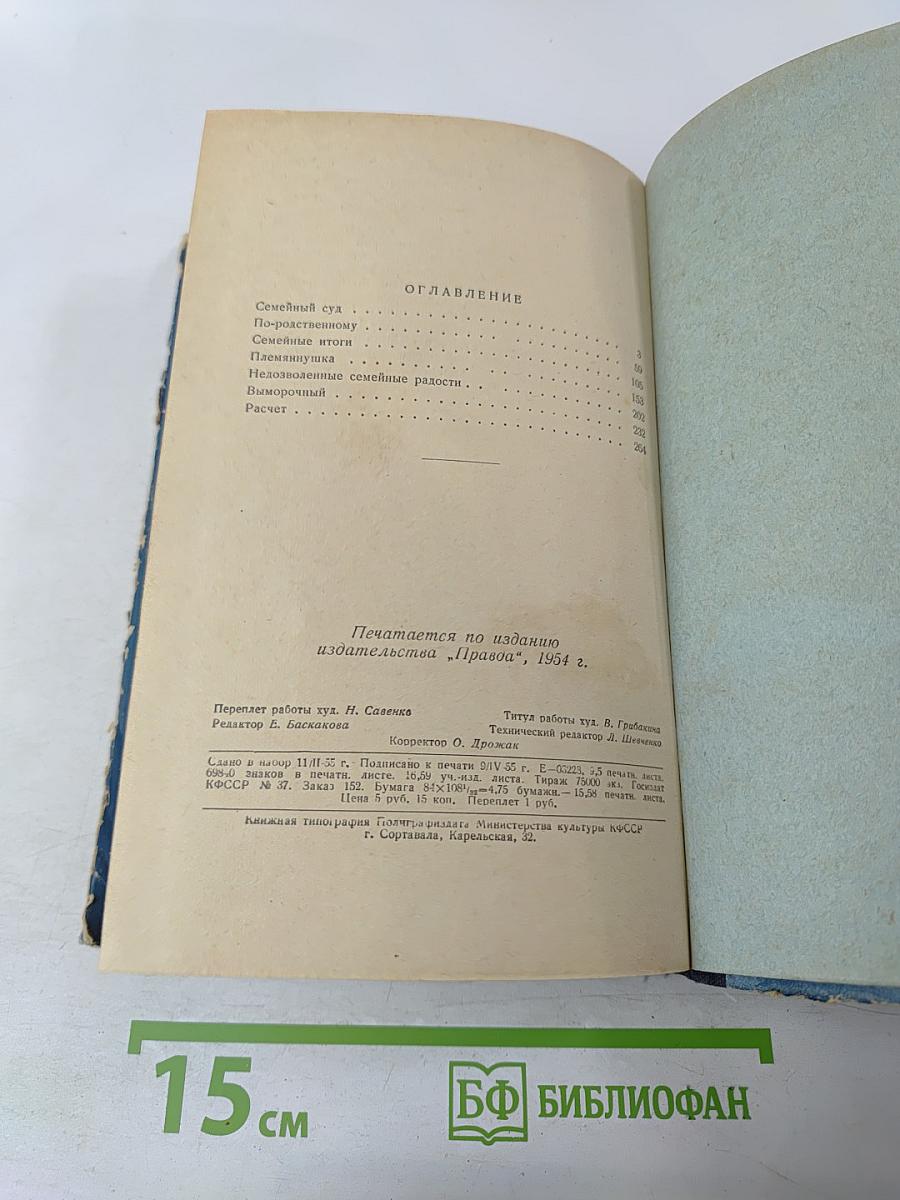 ОГЛАВЛЕНИЕ
Семейный суд . . . . . . . . . . . . . . . . 3
По-родственному . . . . . . . . . . . . . . . 59
Семейные итоги . . . . . . . . . . . . . . . 105
Племяннушка . . . . . . . . . . . . . . . . 153
Недозволенные семейные радости . . . . . . . . . 202
Выморочный . . . . . . . . . . . . . . . . 232
Расчет . . . . . . . . . . . . . . . . . . 264
Печатается по изданию
издательства „Правда“, 1954 г.
Переплет работы худ. Н. Савенко
Титул работы худ. В. Грибакина
Редактор Е. Баскакова
Технический редактор Л. Шевченко
Корректор О. Дрожак
Сдано в набор 11/II-55 г. Подписано к печати 9/IV-55 г. Е—03223. 9,5 печатн. листа.
знаков в печатн. листе. 16,59 уч.-изд. листа. Тираж 75000 экз. Госиздат
КФССР № 37. Заказ 152. Бумага 84×108¹/₃₂=4,75 бумажн.— 15,58 печатн. листа.
Цена 5 руб. 15 коп. Переплет 1 руб.
Книжная типография Полиграфиздата Министерства культуры КФССР
г. Сортавала, Карельская, 32.
15 см
БФ БИБЛИОФАН